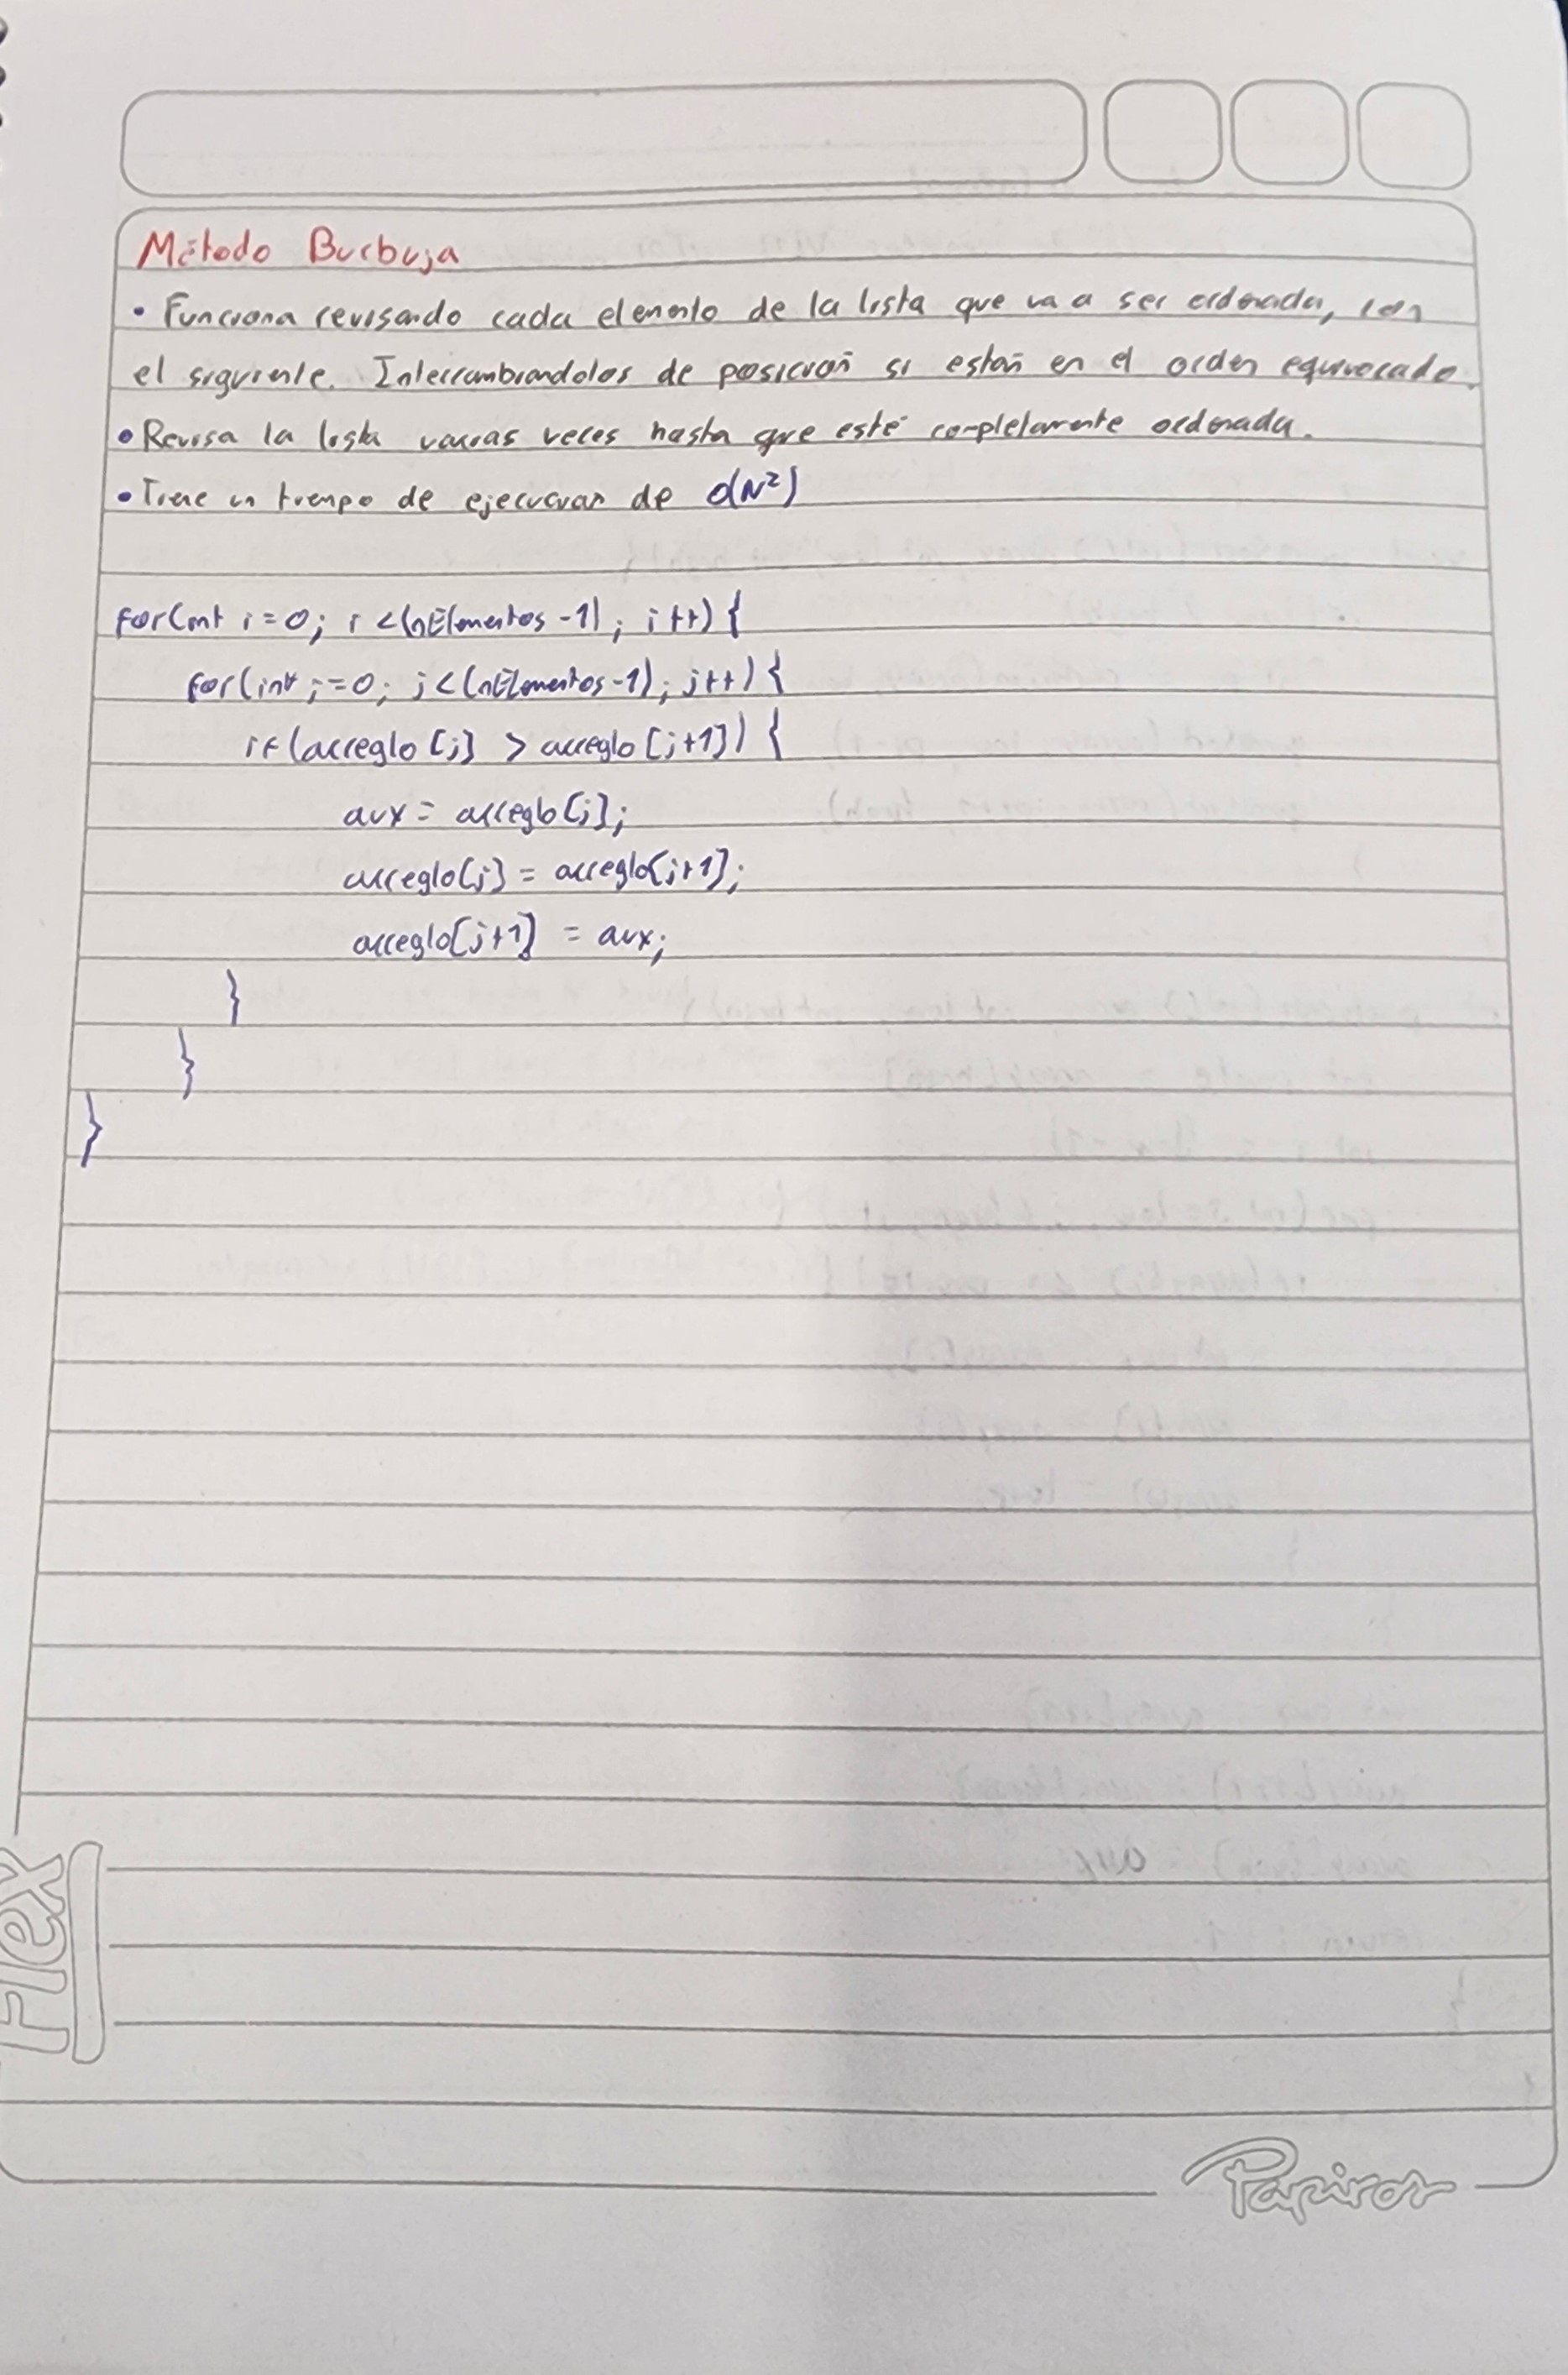 Método Burbuja
• Funciona revisando cada elemento de la lista que va a ser ordenada, con
el siguiente. Intercambiandolos de posición si están en el orden equivocado.
• Revisa la lista varias veces hasta que esté completamente ordenada.
• Tiene un tiempo de ejecución de O(N²)
for(int i=0; i<(nElementos-1); i++){
for(int j=0; j<(nElementos-1); j++){
if(arreglo[j] > arreglo[j+1]) {
aux = arreglo[j];
arreglo[j] = arreglo[j+1];
arreglo[j+1] = aux;
}
}
}
Flex
Papiros